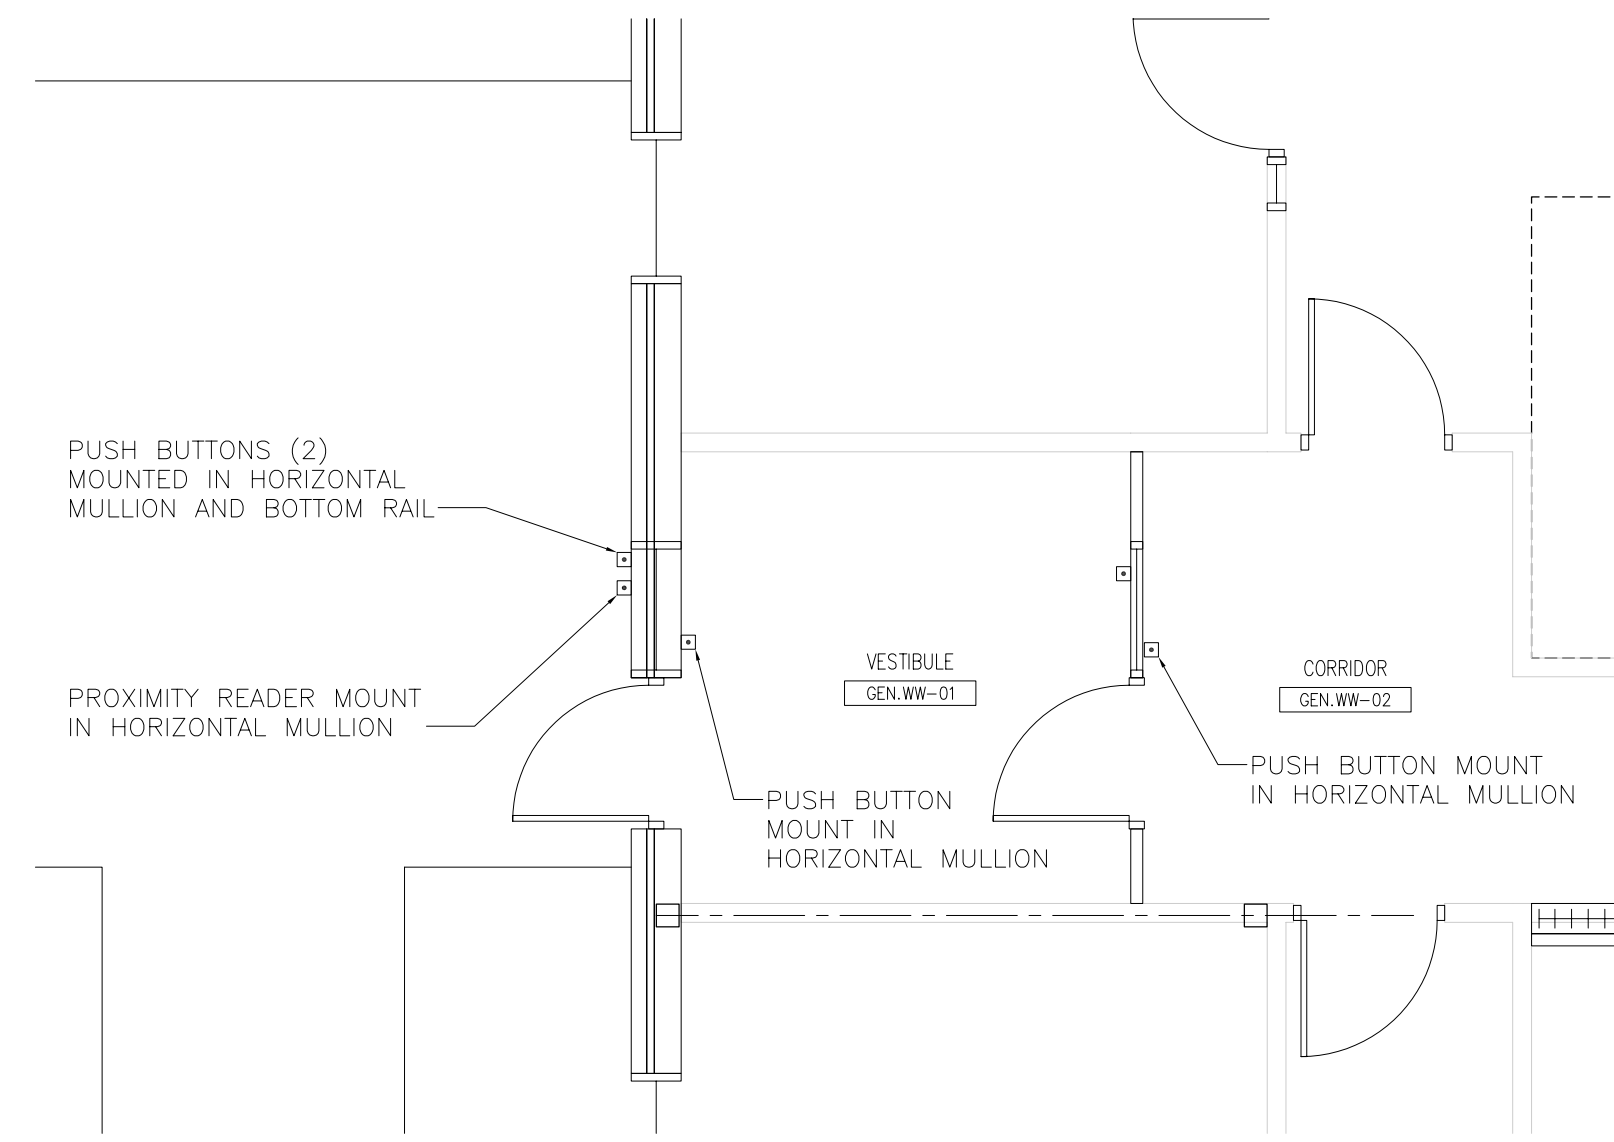 PUSH BUTTONS (2)
MOUNTED IN HORIZONTAL
MULLION AND BOTTOM RAIL
PROXIMITY READER MOUNT
IN HORIZONTAL MULLION
VESTIBULE
GEN.WW-01
CORRIDOR
GEN.WW-02
PUSH BUTTON
MOUNT IN
HORIZONTAL MULLION
PUSH BUTTON MOUNT
IN HORIZONTAL MULLION